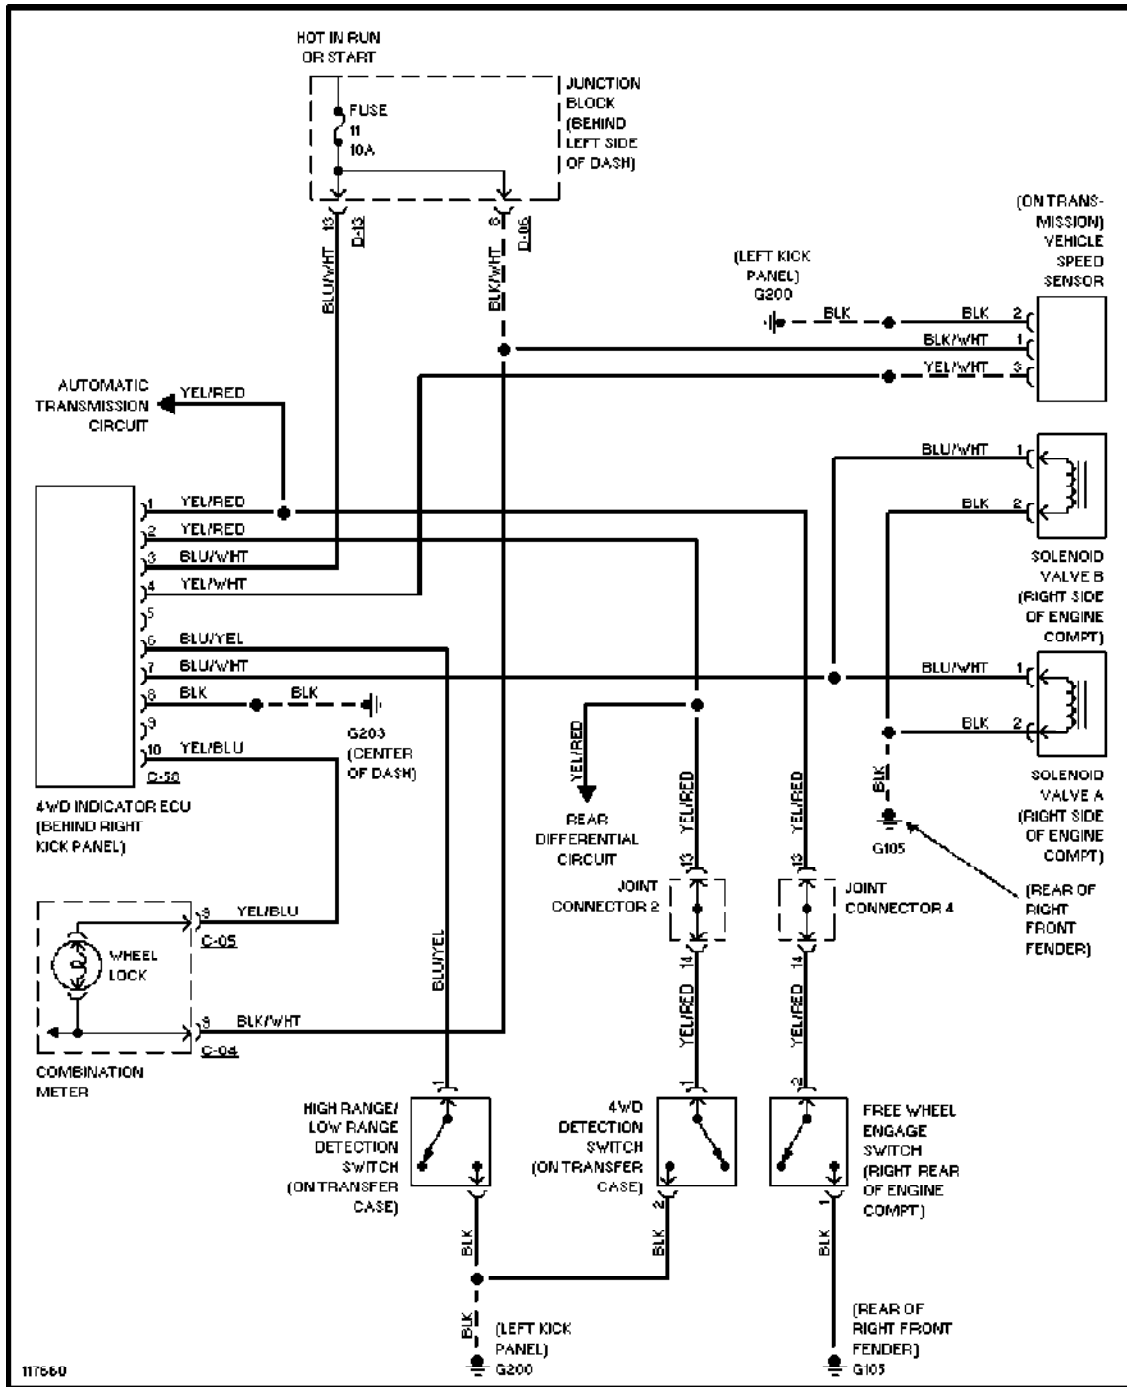 HOT IN RUN
OR START
JUNCTION
BLOCK
(BEHIND
LEFT SIDE
OF DASH)
FUSE
11
10A
13
D-13
6
D-06
BLU/WHT
BLK/WHT
(ON TRANS-
MISSION)
VEHICLE
SPEED
SENSOR
(LEFT KICK
PANEL)
G200
BLK
BLK 2
BLK/WHT 1
YEL/WHT 3
AUTOMATIC
TRANSMISSION
CIRCUIT
YEL/RED
BLU/WHT 1
BLK 2
SOLENOID
VALVE B
(RIGHT SIDE
OF ENGINE
COMPT)
1 YEL/RED
2 YEL/RED
3 BLU/WHT
4 YEL/WHT
5
6 BLU/YEL
7 BLU/WHT
8 BLK BLK
9
10 YEL/BLU
C-50
4WD INDICATOR ECU
(BEHIND RIGHT
KICK PANEL)
G203
(CENTER
OF DASH)
BLU/WHT 1
BLK 2
SOLENOID
VALVE A
(RIGHT SIDE
OF ENGINE
COMPT)
BLK
G105
(REAR OF
RIGHT
FRONT
FENDER)
YEL/RED
REAR
DIFFERENTIAL
CIRCUIT
YEL/RED
YEL/RED
13
13
JOINT
CONNECTOR 2
JOINT
CONNECTOR 4
14
14
YEL/RED
YEL/RED
9 YEL/BLU
C-05
WHEEL
LOCK
BLK/WHT
C-04
COMBINATION
METER
BLU/YEL
1
1
2
HIGH RANGE/
LOW RANGE
DETECTION
SWITCH
(ON TRANSFER
CASE)
4WD
DETECTION
SWITCH
(ON TRANSFER
CASE)
FREE WHEEL
ENGAGE
SWITCH
(RIGHT REAR
OF ENGINE
COMPT)
2
1
BLK
BLK
BLK
BLK
(LEFT KICK
PANEL)
G200
(REAR OF
RIGHT FRONT
FENDER)
G105
117660